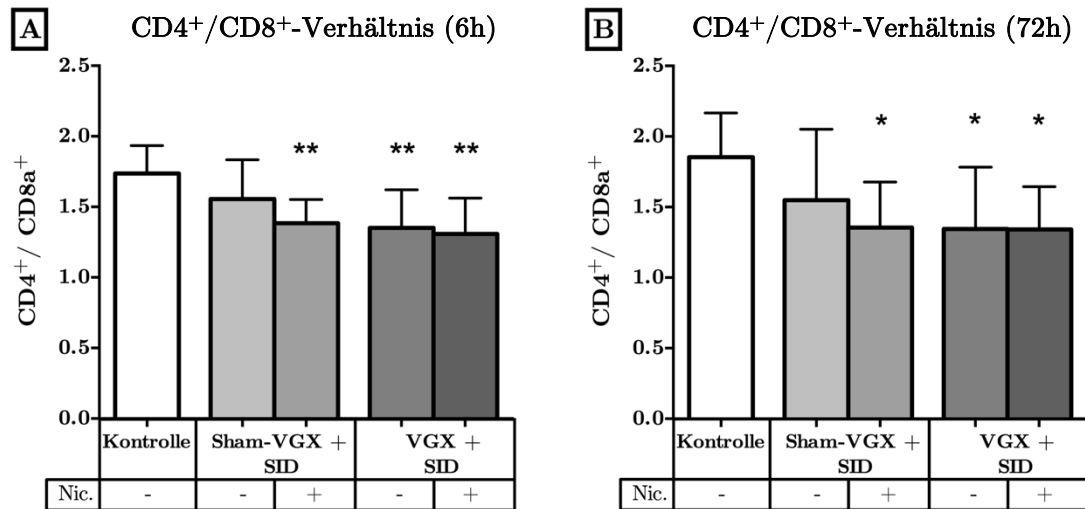 A CD4⁺/CD8⁺-Verhältnis (6h)
CD4⁺/ CD8a⁺
2.5
2.0
1.5
1.0
0.5
0.0
** ** **
Kontrolle Sham-VGX + VGX +
SID SID
Nic. - - + - +
B CD4⁺/CD8⁺-Verhältnis (72h)
CD4⁺/ CD8a⁺
2.5
2.0
1.5
1.0
0.5
0.0
* * *
Kontrolle Sham-VGX + VGX +
SID SID
Nic. - - + - +